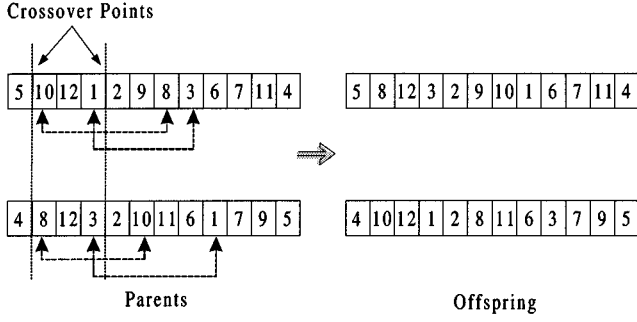 Crossover Points
5 10 12 1 2 9 8 3 6 7 11 4
5 8 12 3 2 9 10 1 6 7 11 4
4 8 12 3 2 10 11 6 1 7 9 5
4 10 12 1 2 8 11 6 3 7 9 5
Parents
Offspring